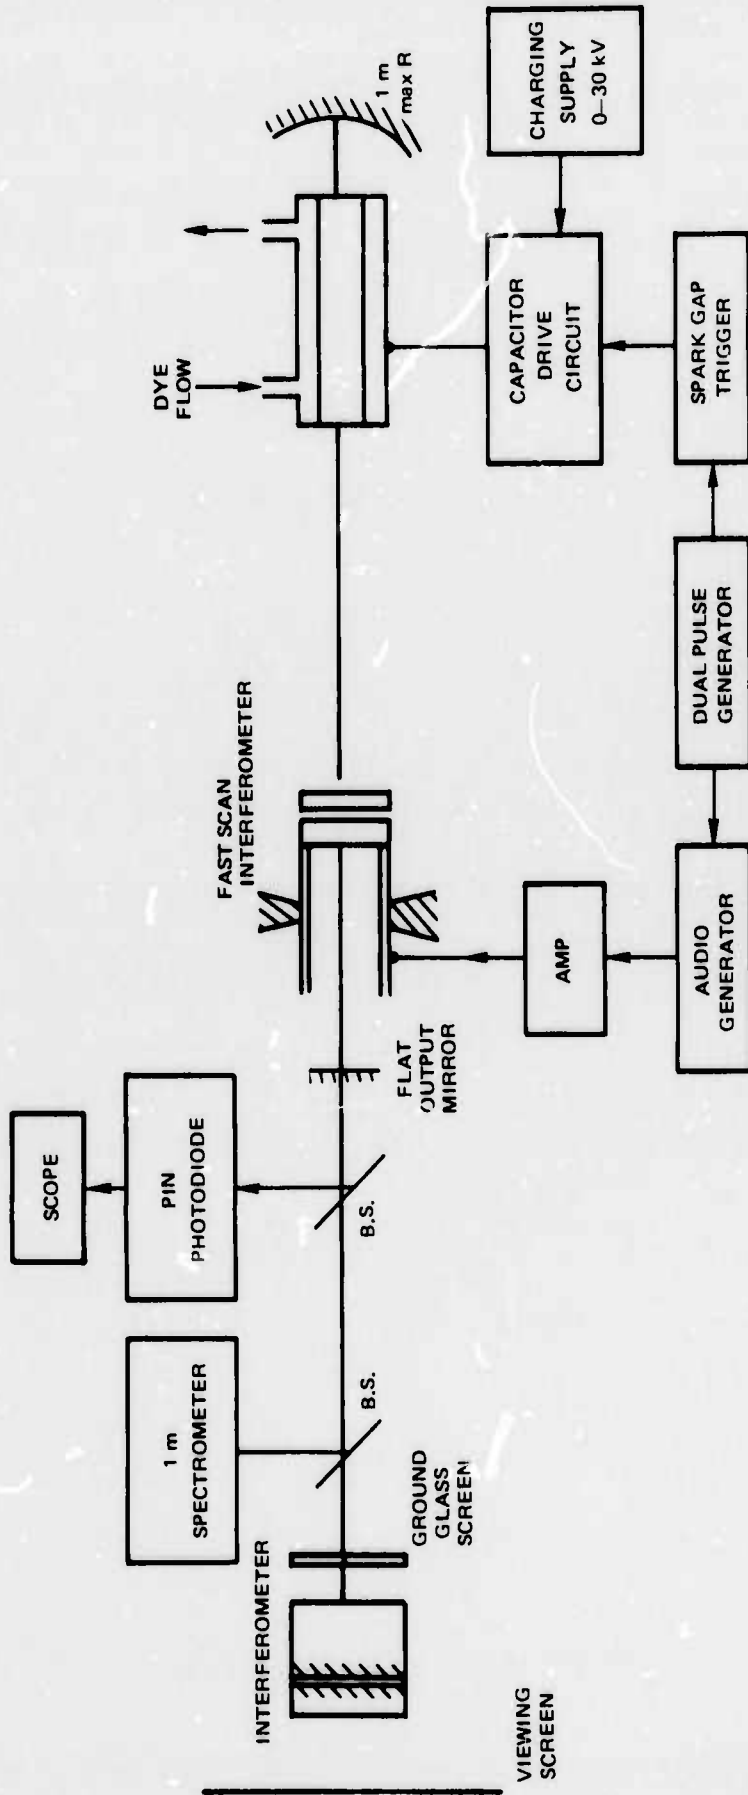 SCOPE
PIN
PHOTODIODE
1 m
SPECTROMETER
B.S.
B.S.
INTERFEROMETER
GROUND
GLASS
SCREEN
VIEWING
SCREEN
FLAT
OUTPUT
MIRROR
FAST SCAN
INTERFEROMETER
DYE
FLOW
1 m
max R
AMP
AUDIO
GENERATOR
DUAL PULSE
GENERATOR
SPARK GAP
TRIGGER
CAPACITOR
DRIVE
CIRCUIT
CHARGING
SUPPLY
0–30 kV